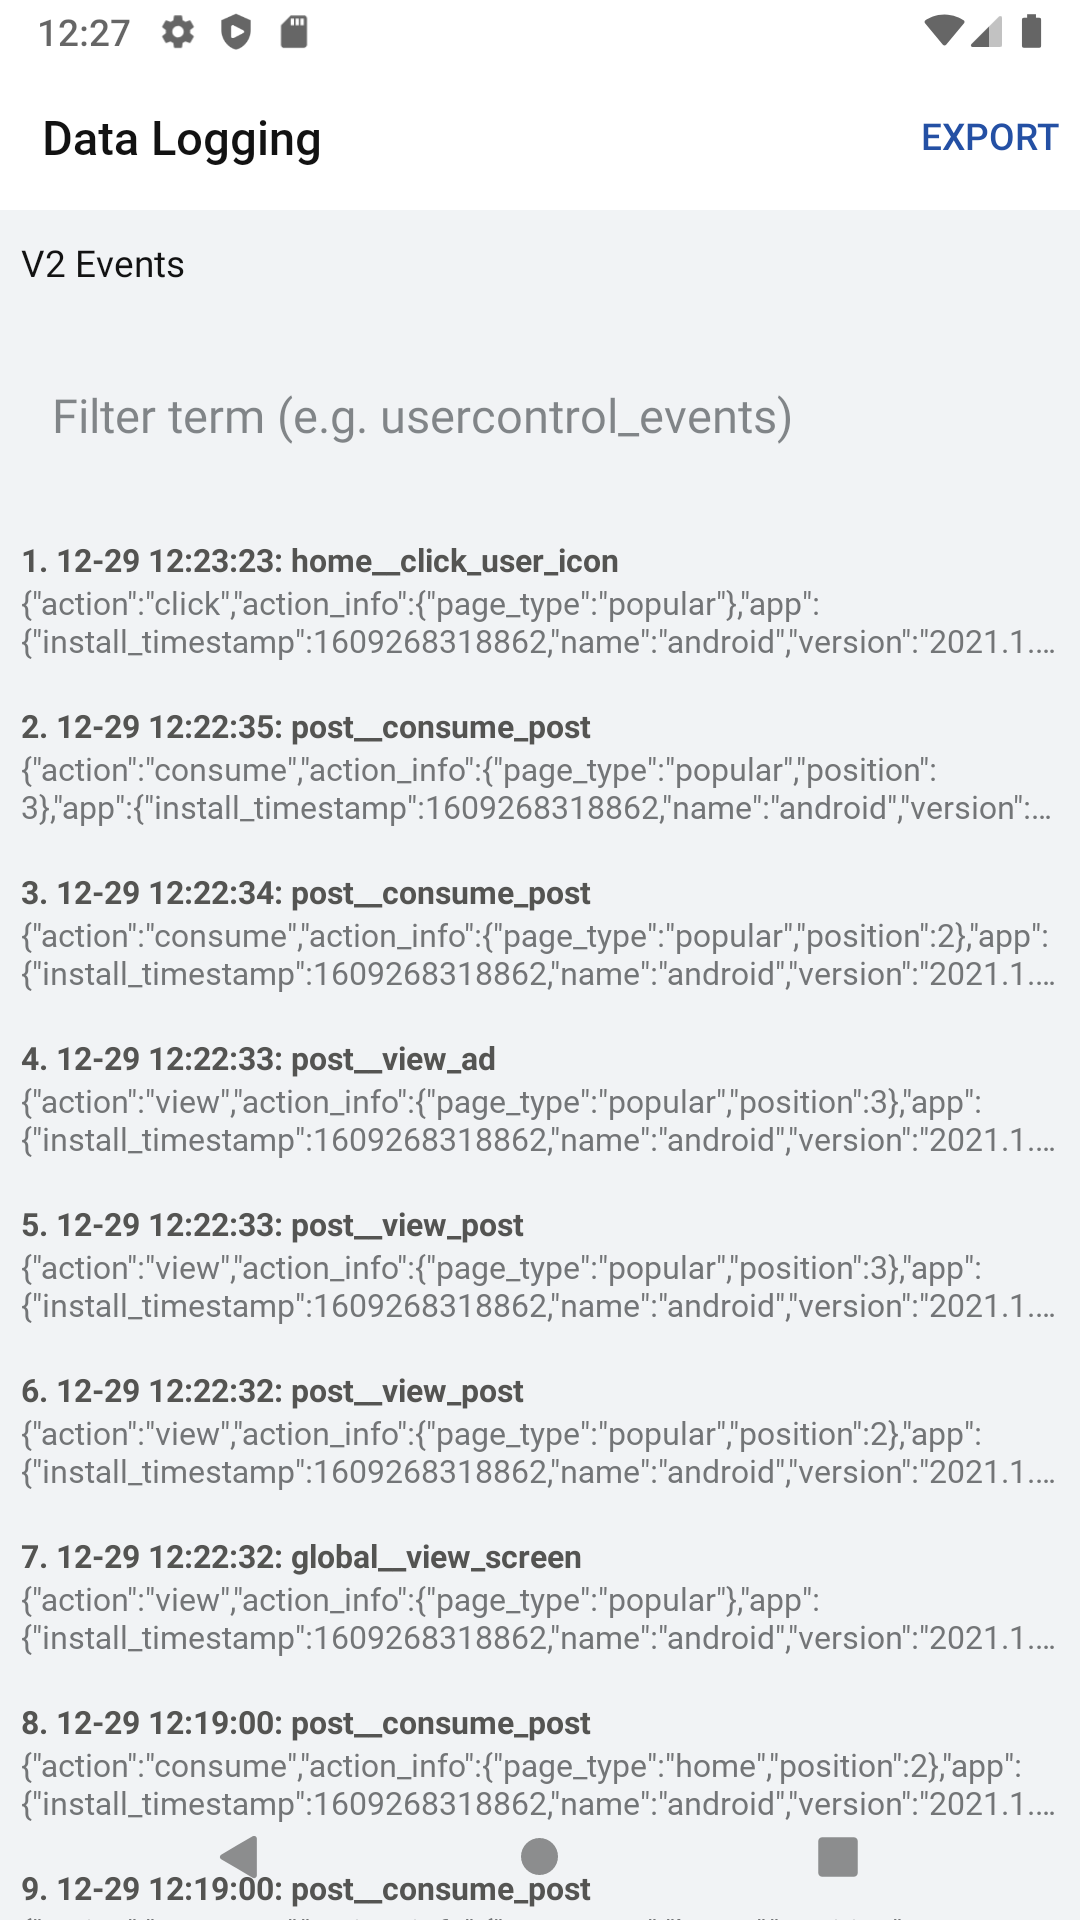 12:27
Data Logging
EXPORT
V2 Events
Filter term (e.g. usercontrol_events)
1. 12-29 12:23:23: home__click_user_icon
{"action":"click","action_info":{"page_type":"popular"},"app":
{"install_timestamp":1609268318862,"name":"android","version":"2021.1.…
2. 12-29 12:22:35: post__consume_post
{"action":"consume","action_info":{"page_type":"popular","position":
3},"app":{"install_timestamp":1609268318862,"name":"android","version":…
3. 12-29 12:22:34: post__consume_post
{"action":"consume","action_info":{"page_type":"popular","position":2},"app":
{"install_timestamp":1609268318862,"name":"android","version":"2021.1.…
4. 12-29 12:22:33: post__view_ad
{"action":"view","action_info":{"page_type":"popular","position":3},"app":
{"install_timestamp":1609268318862,"name":"android","version":"2021.1.…
5. 12-29 12:22:33: post__view_post
{"action":"view","action_info":{"page_type":"popular","position":3},"app":
{"install_timestamp":1609268318862,"name":"android","version":"2021.1.…
6. 12-29 12:22:32: post__view_post
{"action":"view","action_info":{"page_type":"popular","position":2},"app":
{"install_timestamp":1609268318862,"name":"android","version":"2021.1.…
7. 12-29 12:22:32: global__view_screen
{"action":"view","action_info":{"page_type":"popular"},"app":
{"install_timestamp":1609268318862,"name":"android","version":"2021.1.…
8. 12-29 12:19:00: post__consume_post
{"action":"consume","action_info":{"page_type":"home","position":2},"app":
{"install_timestamp":1609268318862,"name":"android","version":"2021.1.…
9. 12-29 12:19:00: post__consume_post